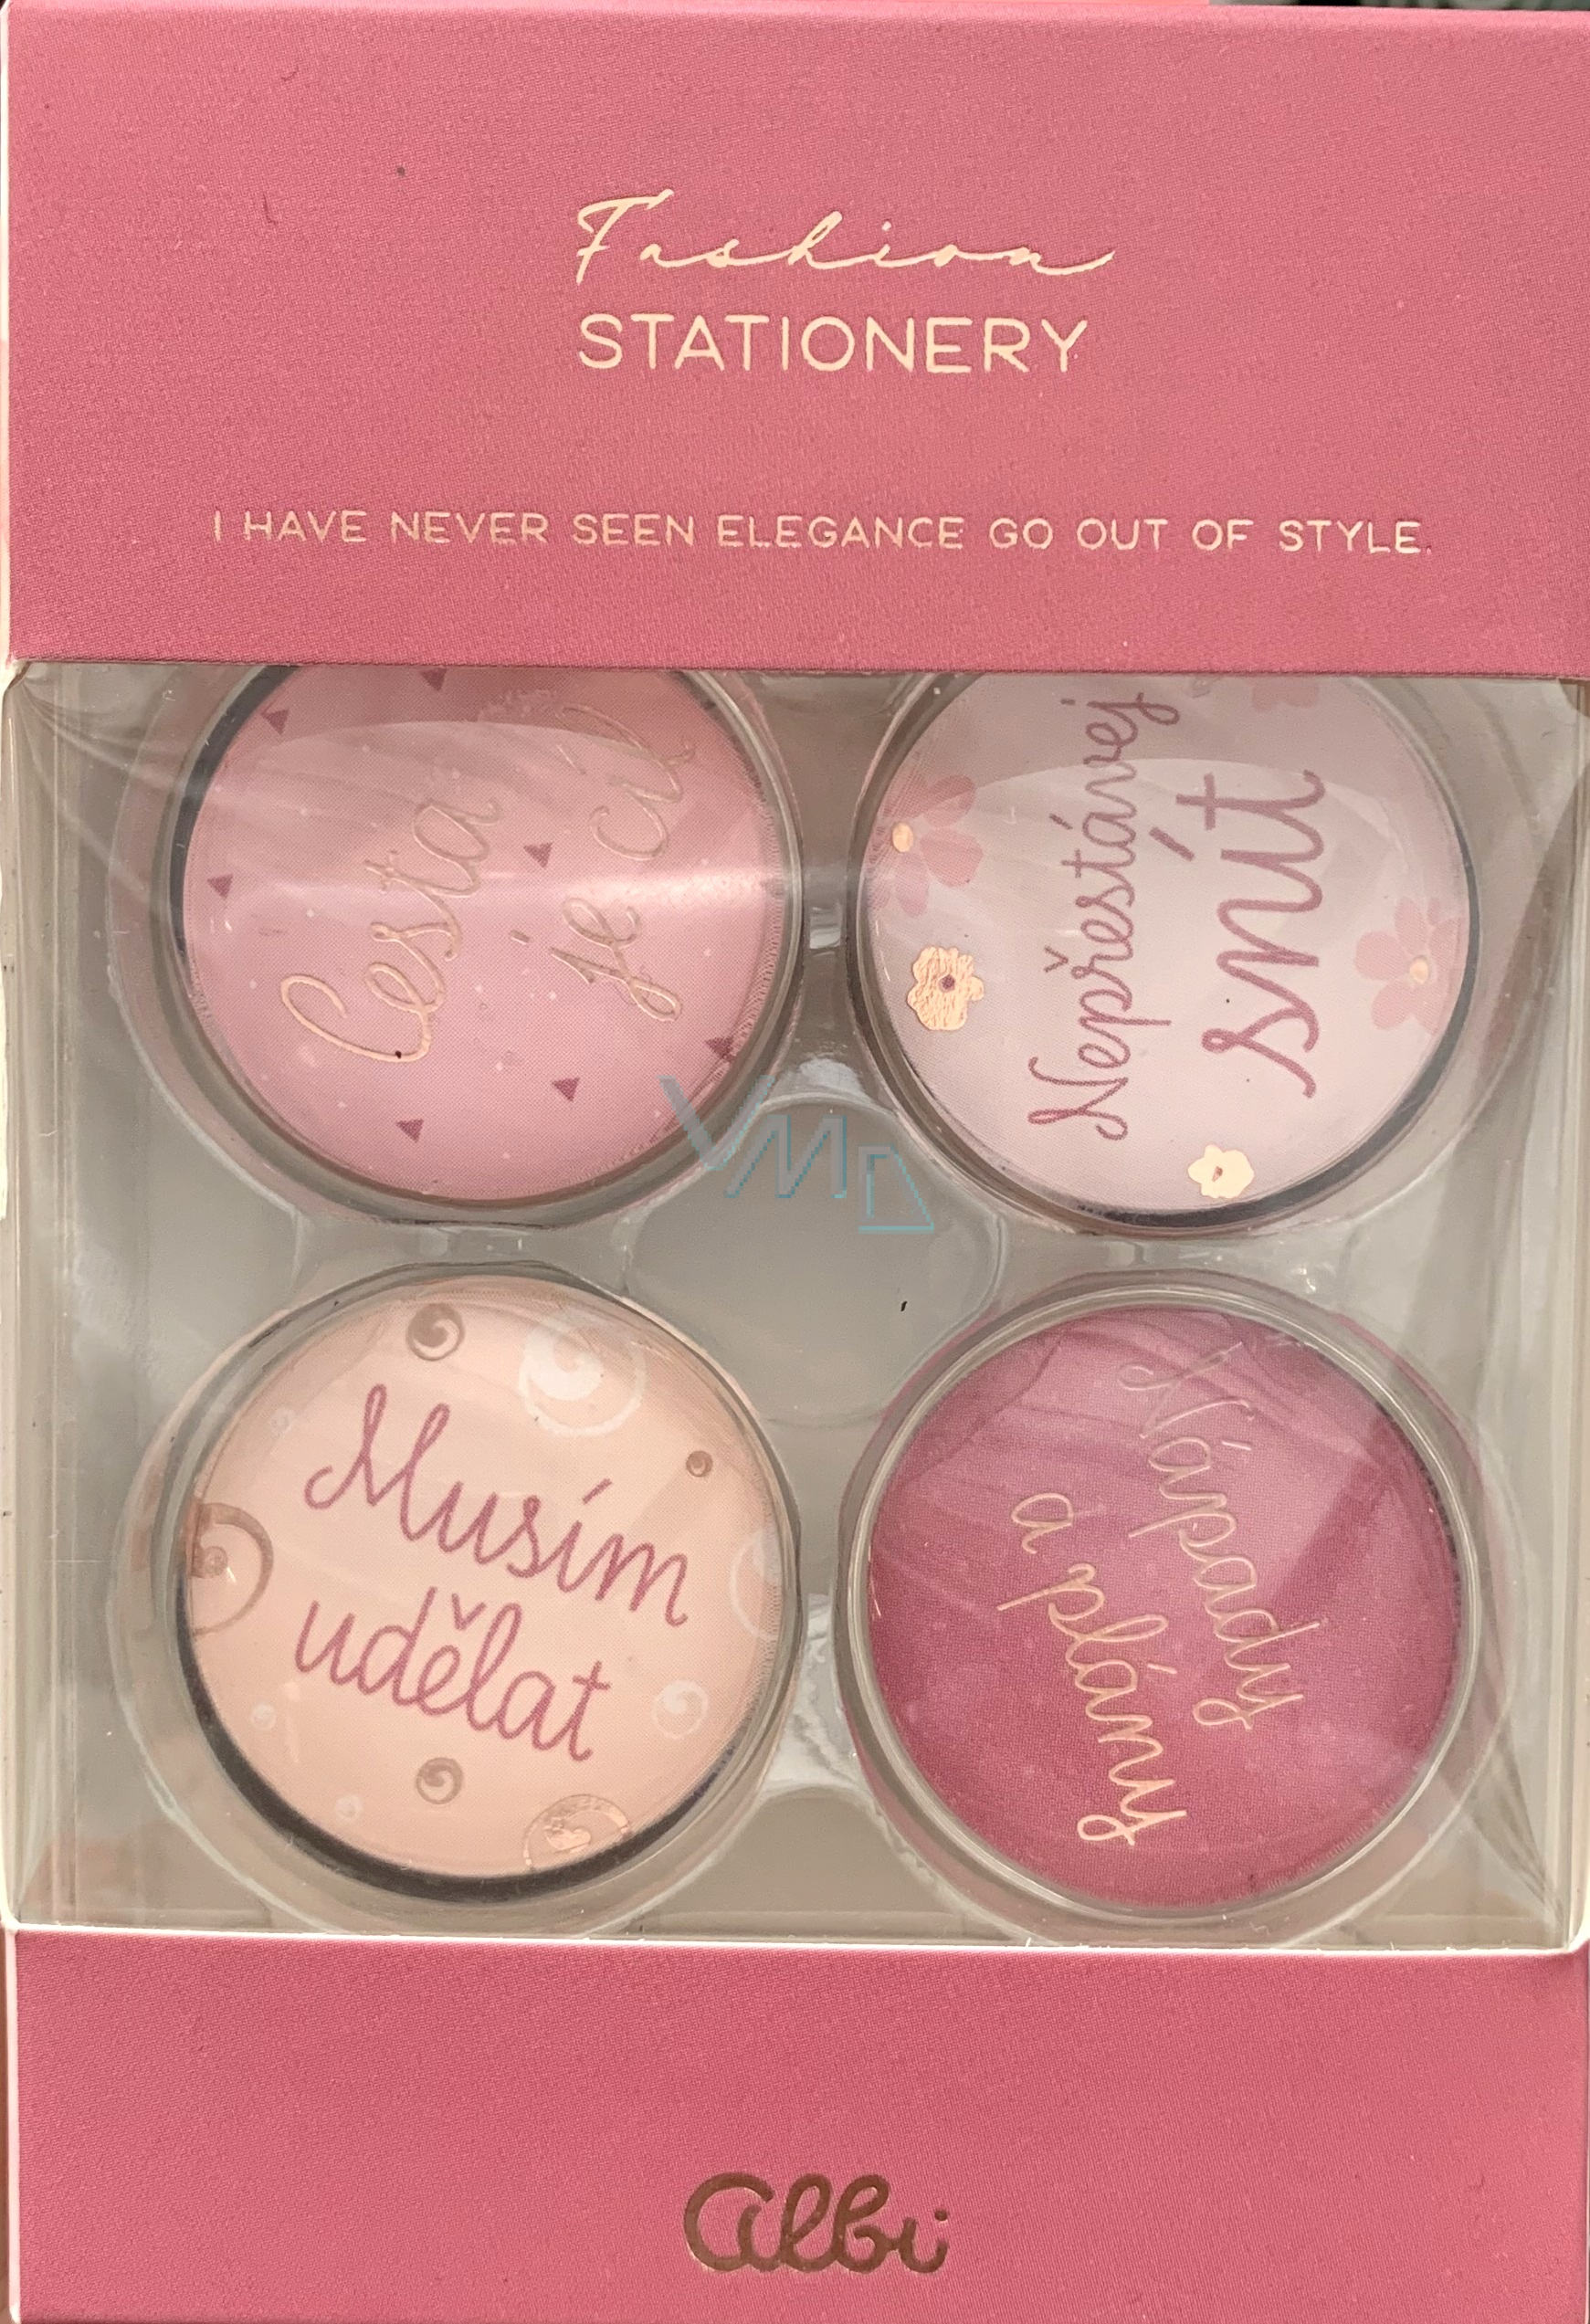 Fashion
STATIONERY
I HAVE NEVER SEEN ELEGANCE GO OUT OF STYLE.
Cesta
je cíl
Nepřestávej
snít
VMD
Musím
udělat
Nápady
a plány
albi